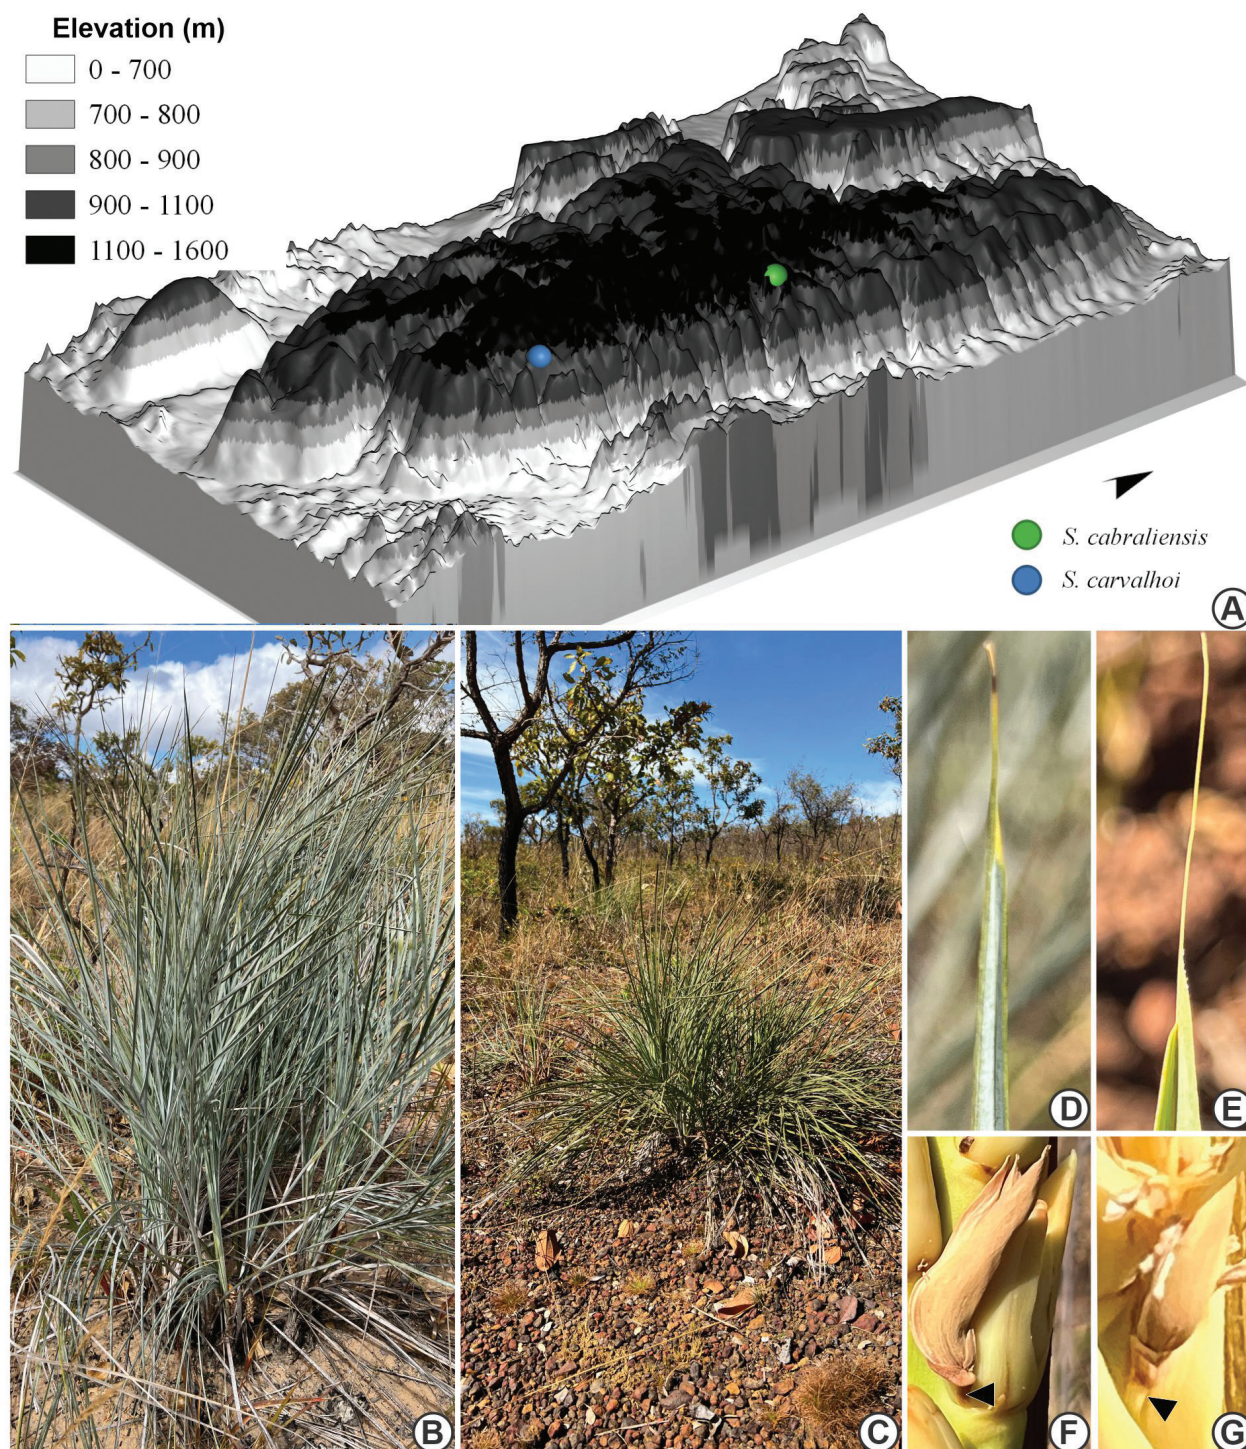 Elevation (m)
0 - 700
700 - 800
800 - 900
900 - 1100
1100 - 1600
S. cabraliensis
S. carvalhoi
A
B
C
D
E
F
G